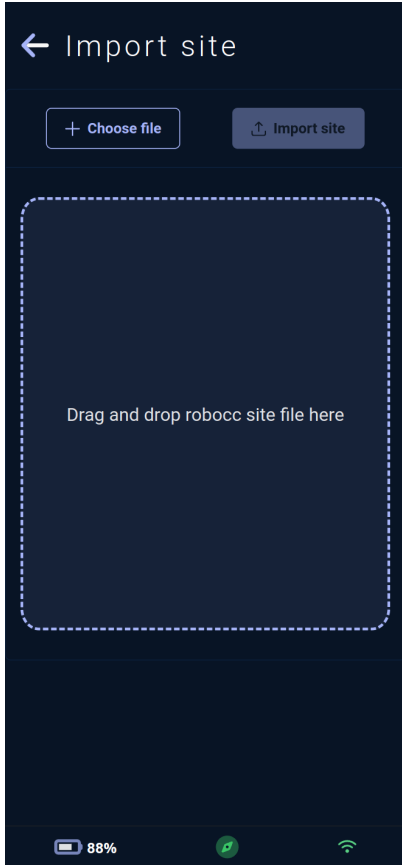 Import site
Choose file
Import site
Drag and drop robocc site file here
88%